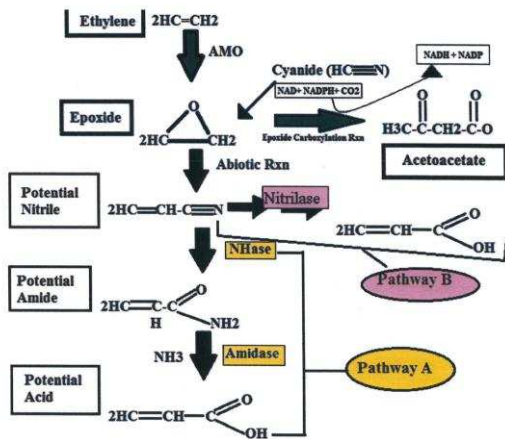 Ethylene
2HC=CH2
AMO
Cyanide (HC≡N)
NADH + NADP
NAD+ NADPH+ CO2
Epoxide
O
2HC CH2
Epoxide Carboxylation Rxn
O O
H3C-C-CH2-C-O
Acetoacetate
Abiotic Rxn
Potential
Nitrile
2HC=CH-C≡N
Nitrilase
2HC=CH-C
O
OH
NHase
Pathway B
Potential
Amide
2HC=C-C
H
O
NH2
NH3
Amidase
Pathway A
Potential
Acid
2HC=CH-C
O
OH